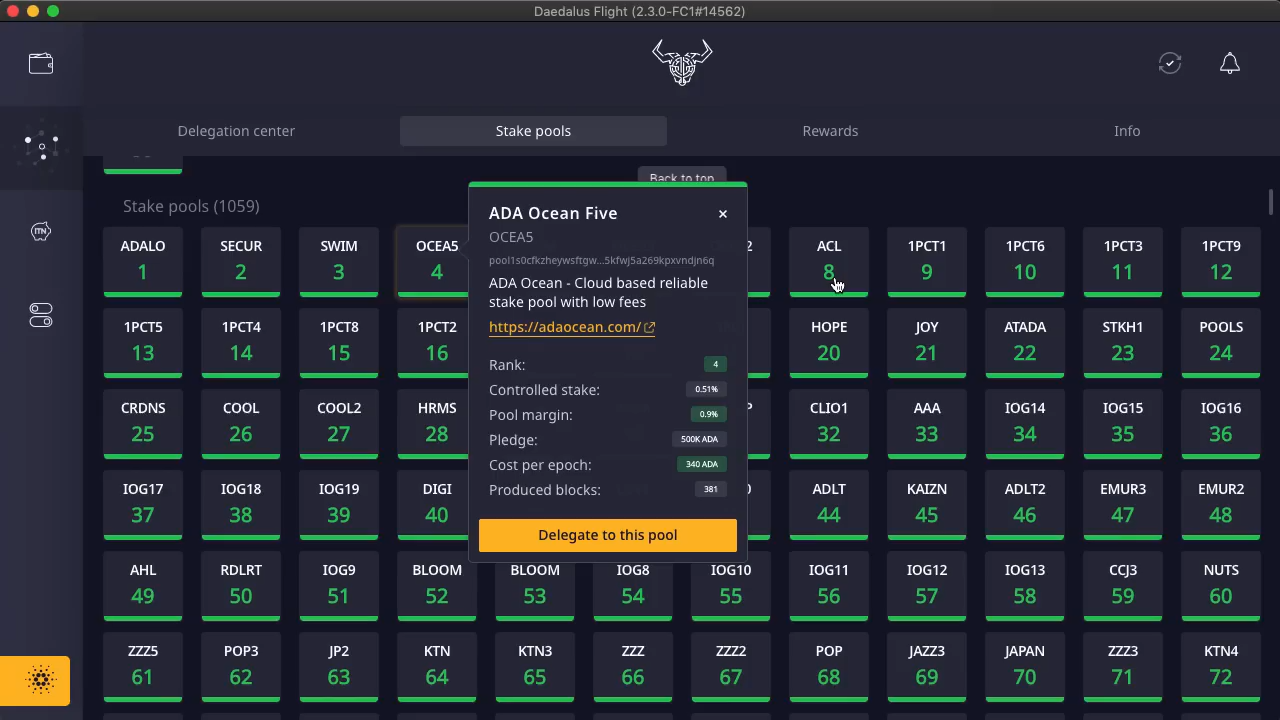 Daedalus Flight (2.3.0-FC1#14562)
Delegation center
Stake pools
Rewards
Info
Back to top
Stake pools (1059)
ADALO SECUR SWIM OCEA5 ACL 1PCT1 1PCT6 1PCT3 1PCT9
1 2 3 4 8 9 10 11 12
ADA Ocean Five
OCEA5
pool1s0cfkzheywsftgw...5kfwj5a269kpxvndjn6q
ADA Ocean - Cloud based reliable
stake pool with low fees
https://adaocean.com/
Rank: 4
Controlled stake: 0.51%
Pool margin: 0.9%
Pledge: 500K ADA
Cost per epoch: 340 ADA
Produced blocks: 381
Delegate to this pool
1PCT5 1PCT4 1PCT8 1PCT2 HOPE JOY ATADA STKH1 POOLS
13 14 15 16 20 21 22 23 24
CRDNS COOL COOL2 HRMS CLIO1 AAA IOG14 IOG15 IOG16
25 26 27 28 32 33 34 35 36
IOG17 IOG18 IOG19 DIGI ADLT KAIZN ADLT2 EMUR3 EMUR2
37 38 39 40 44 45 46 47 48
AHL RDLRT IOG9 BLOOM BLOOM IOG8 IOG10 IOG11 IOG12 IOG13 CCJ3 NUTS
49 50 51 52 53 54 55 56 57 58 59 60
ZZZ5 POP3 JP2 KTN KTN3 ZZZ ZZZ2 POP JAZZ3 JAPAN ZZZ3 KTN4
61 62 63 64 65 66 67 68 69 70 71 72
ITN